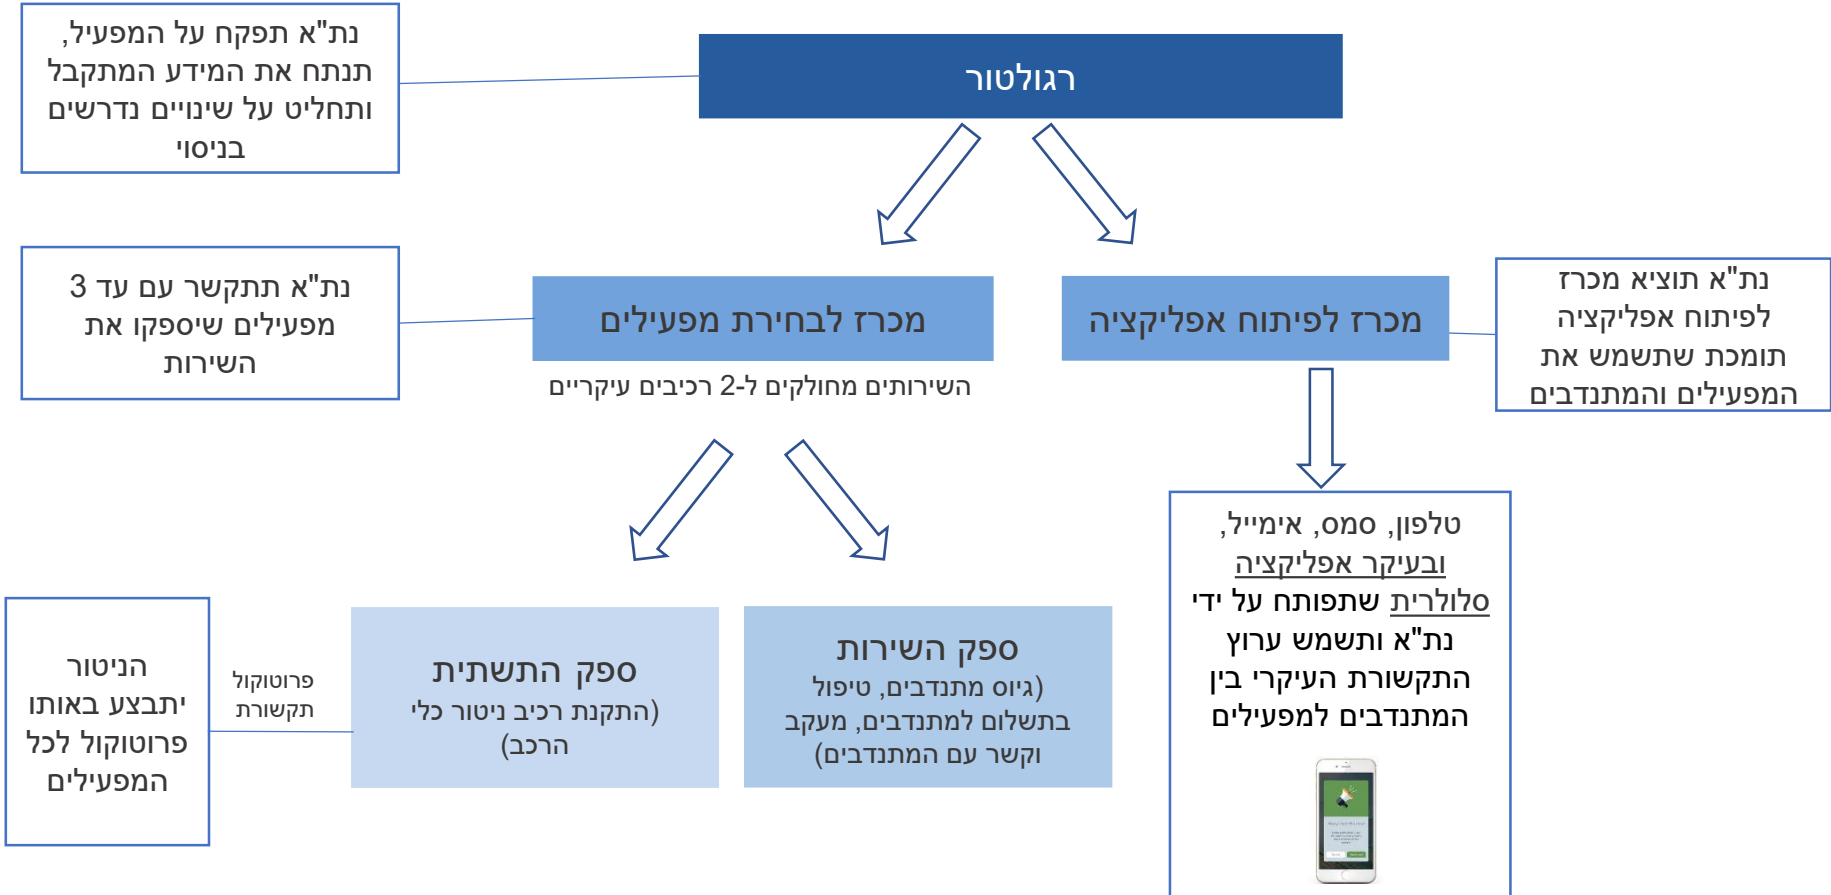 רגולטור
נת"א תפקח על המפעיל,
תנתח את המידע המתקבל
ותחליט על שינויים נדרשים
בניסוי
נת"א תוציא מכרז
לפיתוח אפליקציה
תומכת שתשמש את
המפעילים והמתנדבים
מכרז לפיתוח אפליקציה
מכרז לבחירת מפעילים
השירותים מחולקים ל-2 רכיבים עיקריים
נת"א תתקשר עם עד 3
מפעילים שיספקו את
השירות
טלפון, סמס, אימייל,
ובעיקר אפליקציה
סלולרית שתפותח על ידי
נת"א ותשמש ערוץ
התקשורת העיקרי בין
המתנדבים למפעילים
ספק השירות
(גיוס מתנדבים, טיפול
בתשלום למתנדבים, מעקב
וקשר עם המתנדבים)
ספק התשתית
(התקנת רכיב ניטור כלי
הרכב)
פרוטוקול
תקשורת
הניטור
יתבצע באותו
פרוטוקול לכל
המפעילים